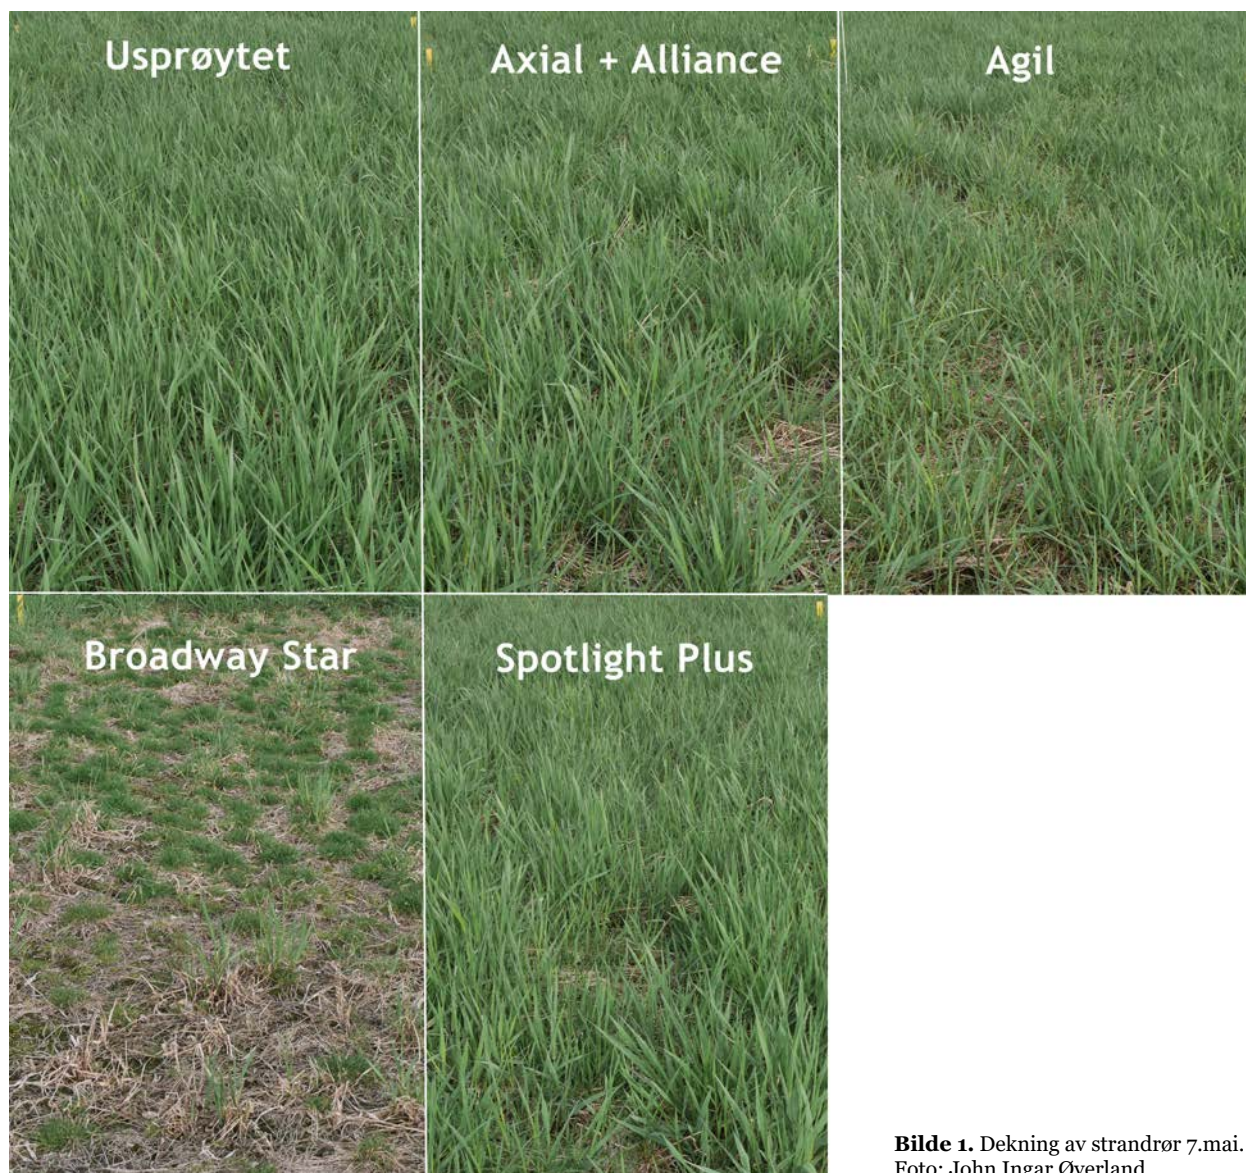 Usprøytet
Axial + Alliance
Agil
Broadway Star
Spotlight Plus
Bilde 1. Dekning av strandrør 7.mai.
Foto: John Ingar Øverland